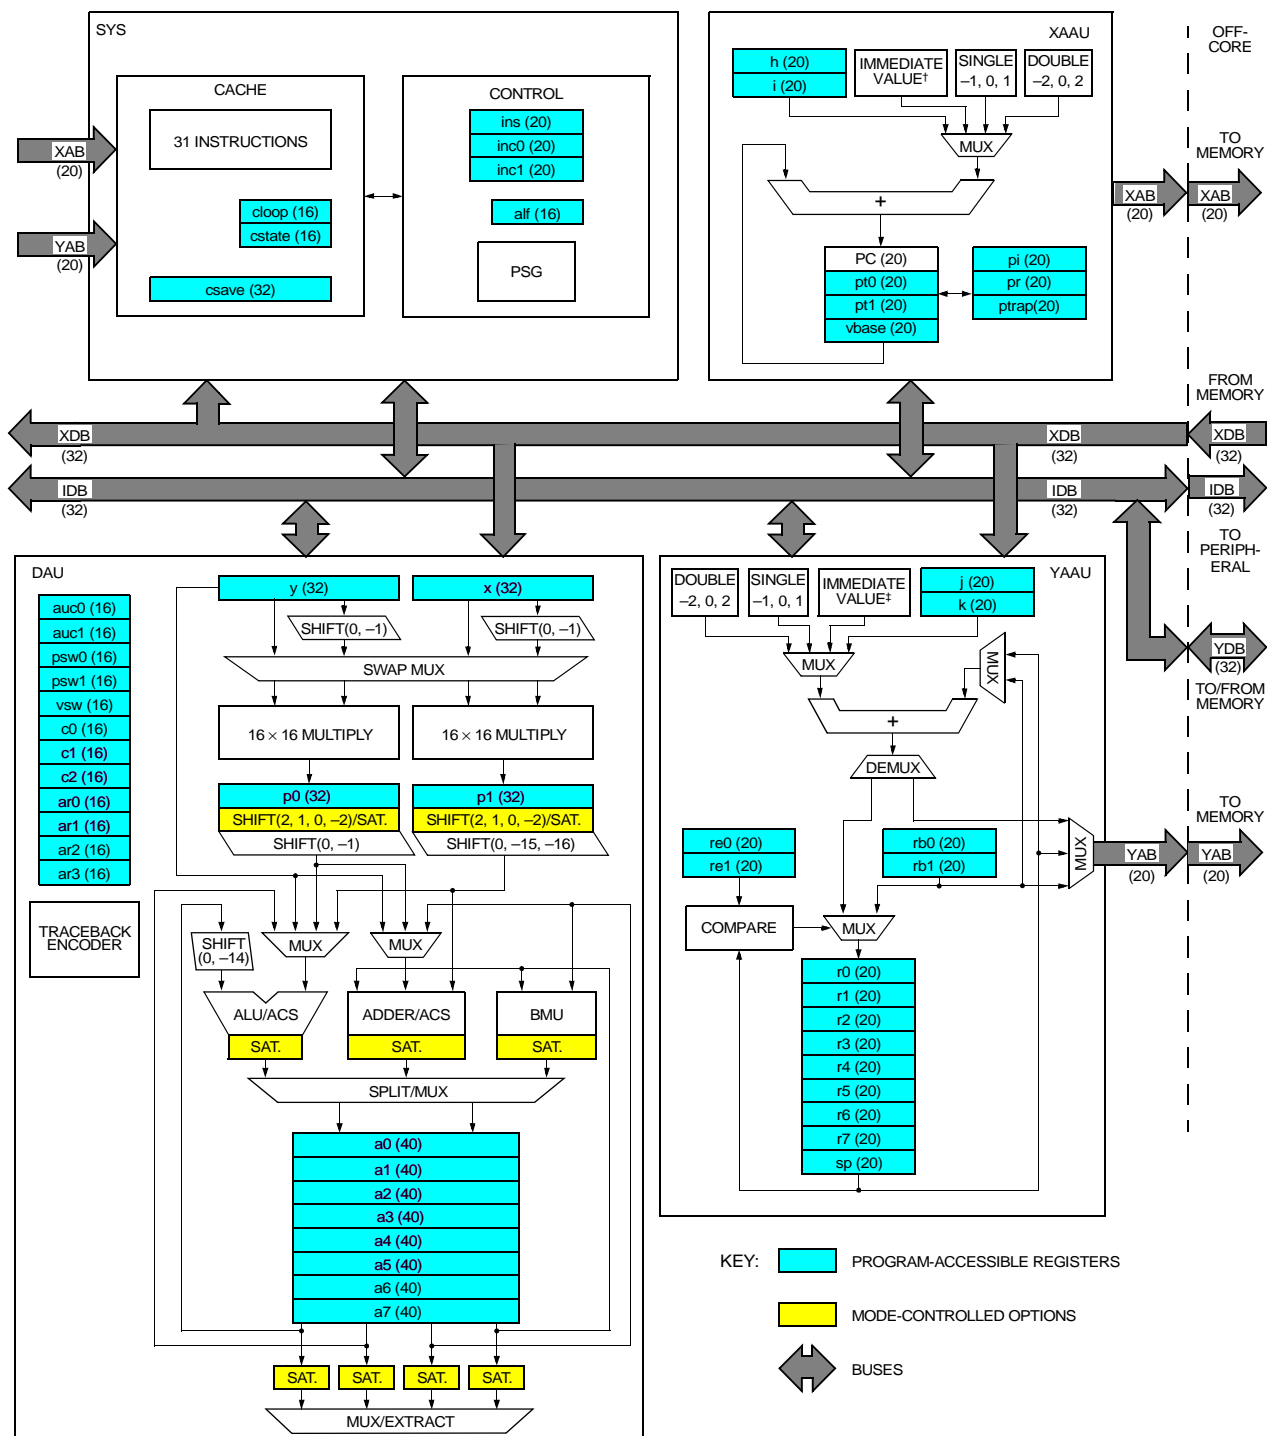 SYS
CACHE
31 INSTRUCTIONS
cloop (16)
cstate (16)
csave (32)
CONTROL
ins (20)
inc0 (20)
inc1 (20)
alf (16)
PSG
XAB
(20)
YAB
(20)
XAAU
h (20)
i (20)
IMMEDIATE
VALUE†
SINGLE
–1, 0, 1
DOUBLE
–2, 0, 2
MUX
+
PC (20)
pt0 (20)
pt1 (20)
vbase (20)
pi (20)
pr (20)
ptrap(20)
OFF-
CORE
TO
MEMORY
XAB
(20)
XAB
(20)
FROM
MEMORY
XDB
(32)
XDB
(32)
XDB
(32)
IDB
(32)
IDB
(32)
IDB
(32)
TO
PERIPH-
ERAL
YDB
(32)
TO/FROM
MEMORY
DAU
auc0 (16)
auc1 (16)
psw0 (16)
psw1 (16)
vsw (16)
c0 (16)
c1 (16)
c2 (16)
ar0 (16)
ar1 (16)
ar2 (16)
ar3 (16)
TRACEBACK
ENCODER
y (32)
x (32)
SHIFT(0, –1)
SHIFT(0, –1)
SWAP MUX
16 × 16 MULTIPLY
16 × 16 MULTIPLY
p0 (32)
p1 (32)
SHIFT(2, 1, 0, –2)/SAT.
SHIFT(2, 1, 0, –2)/SAT.
SHIFT(0, –1)
SHIFT(0, –15, –16)
SHIFT
(0, –14)
MUX
MUX
ALU/ACS
ADDER/ACS
BMU
SAT.
SAT.
SAT.
SPLIT/MUX
a0 (40)
a1 (40)
a2 (40)
a3 (40)
a4 (40)
a5 (40)
a6 (40)
a7 (40)
SAT.
SAT.
SAT.
SAT.
MUX/EXTRACT
YAAU
DOUBLE
–2, 0, 2
SINGLE
–1, 0, 1
IMMEDIATE
VALUE‡
j (20)
k (20)
MUX
MUX
+
DEMUX
re0 (20)
re1 (20)
rb0 (20)
rb1 (20)
MUX
COMPARE
MUX
r0 (20)
r1 (20)
r2 (20)
r3 (20)
r4 (20)
r5 (20)
r6 (20)
r7 (20)
sp (20)
TO
MEMORY
YAB
(20)
YAB
(20)
KEY:
PROGRAM-ACCESSIBLE REGISTERS
MODE-CONTROLLED OPTIONS
BUSES